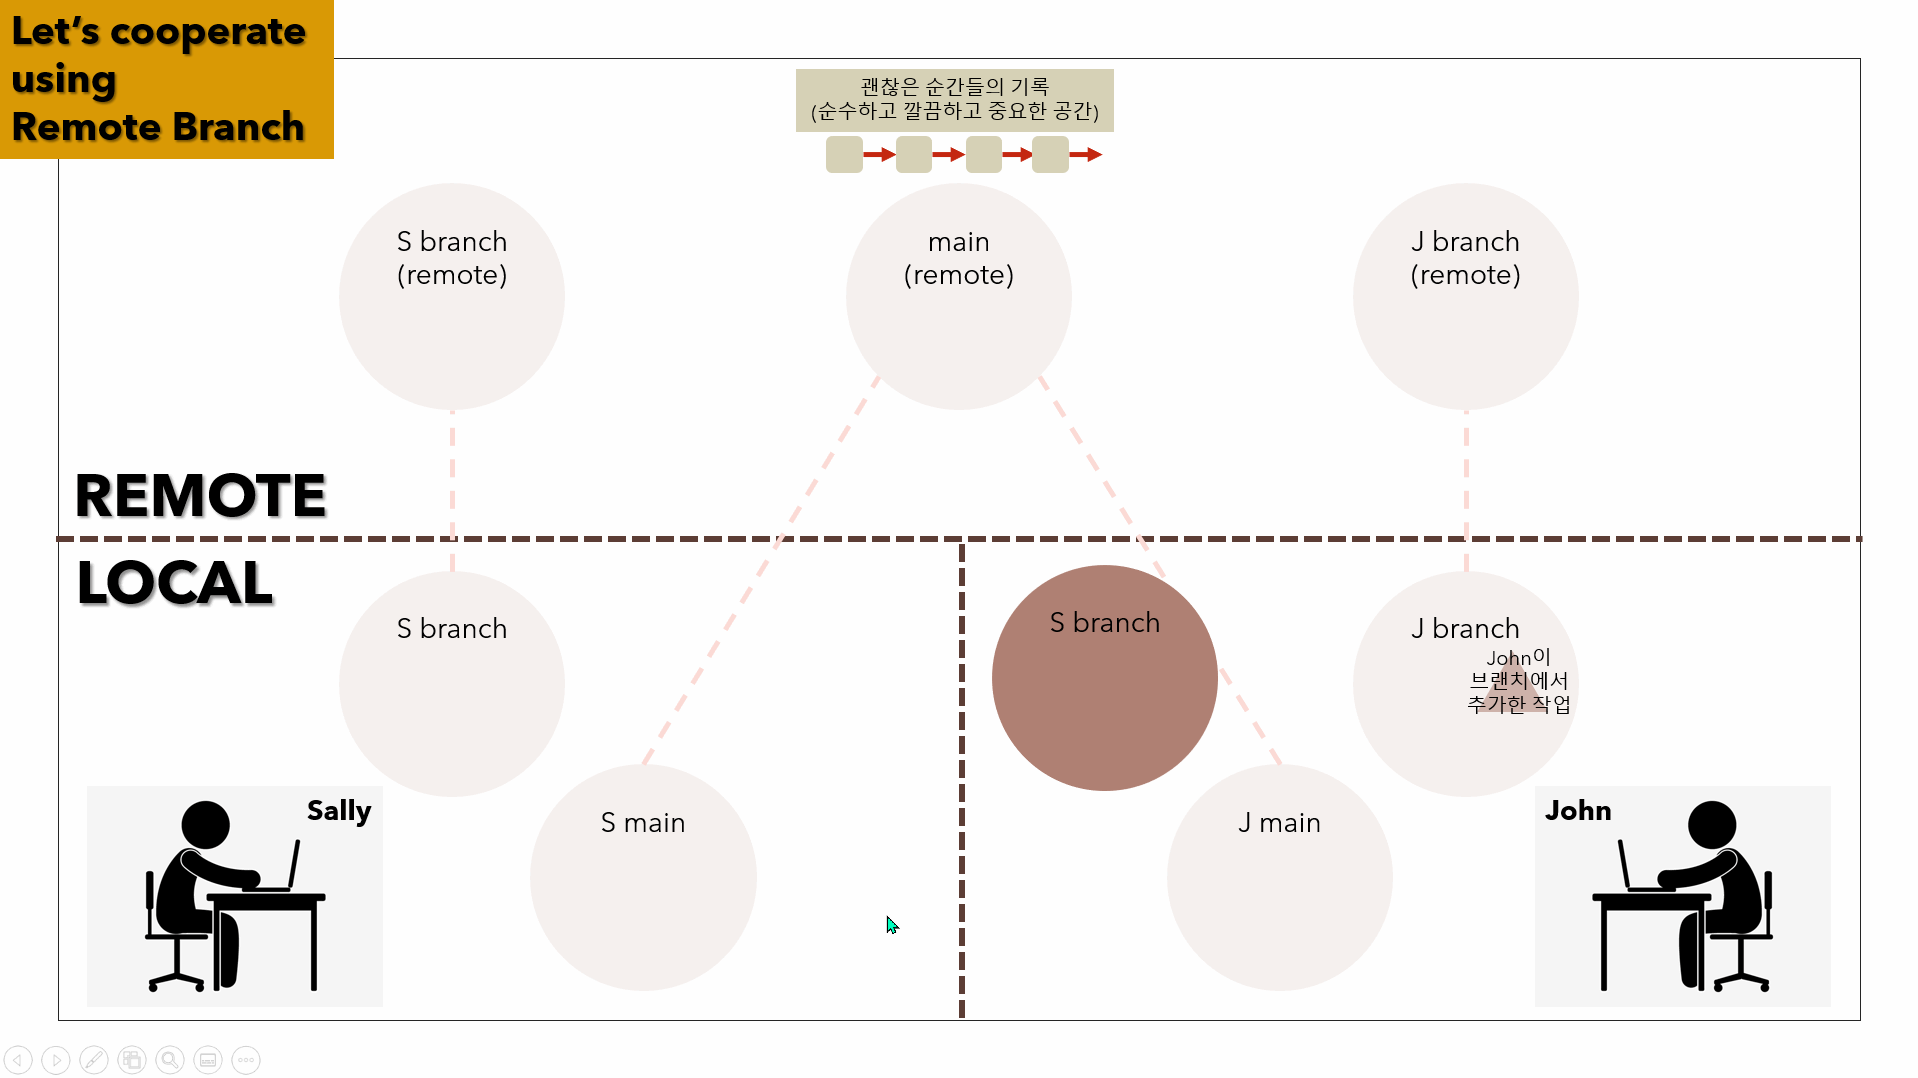 Let's cooperate
using
Remote Branch
괜찮은 순간들의 기록
(순수하고 깔끔하고 중요한 공간)
S branch
(remote)
main
(remote)
J branch
(remote)
REMOTE
LOCAL
S branch
S main
Sally
S branch
J branch
John이
브랜치에서
추가한 작업
J main
John